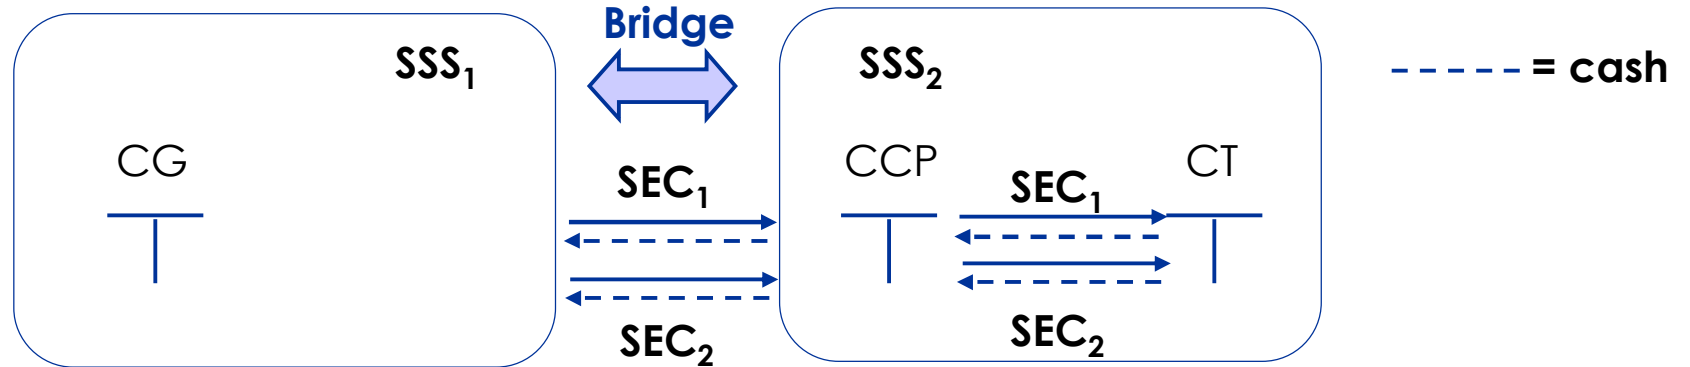 Bridge
SSS₁
SSS₂
= cash
CG
CCP
CT
SEC₁
SEC₁
SEC₂
SEC₂